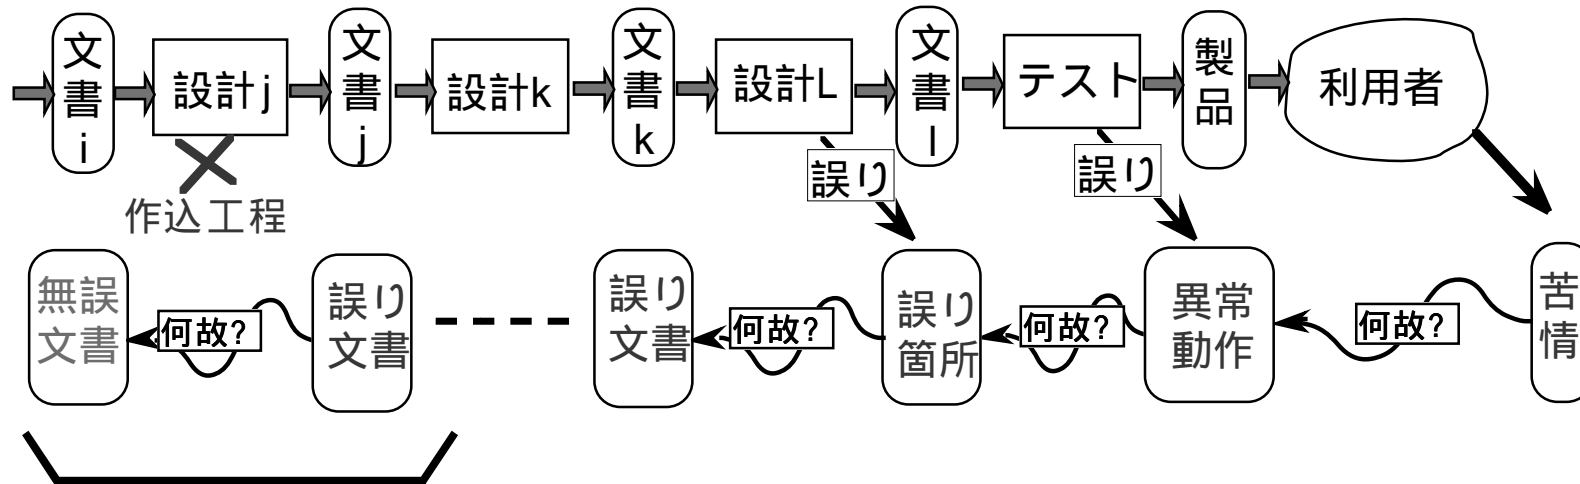 文書i
設計j
文書j
設計k
文書k
設計L
文書l
テスト
製品
利用者
誤り
誤り
作込工程
無誤
文書
何故?
誤り
文書
誤り
文書
何故?
誤り
箇所
何故?
異常
動作
何故?
苦情